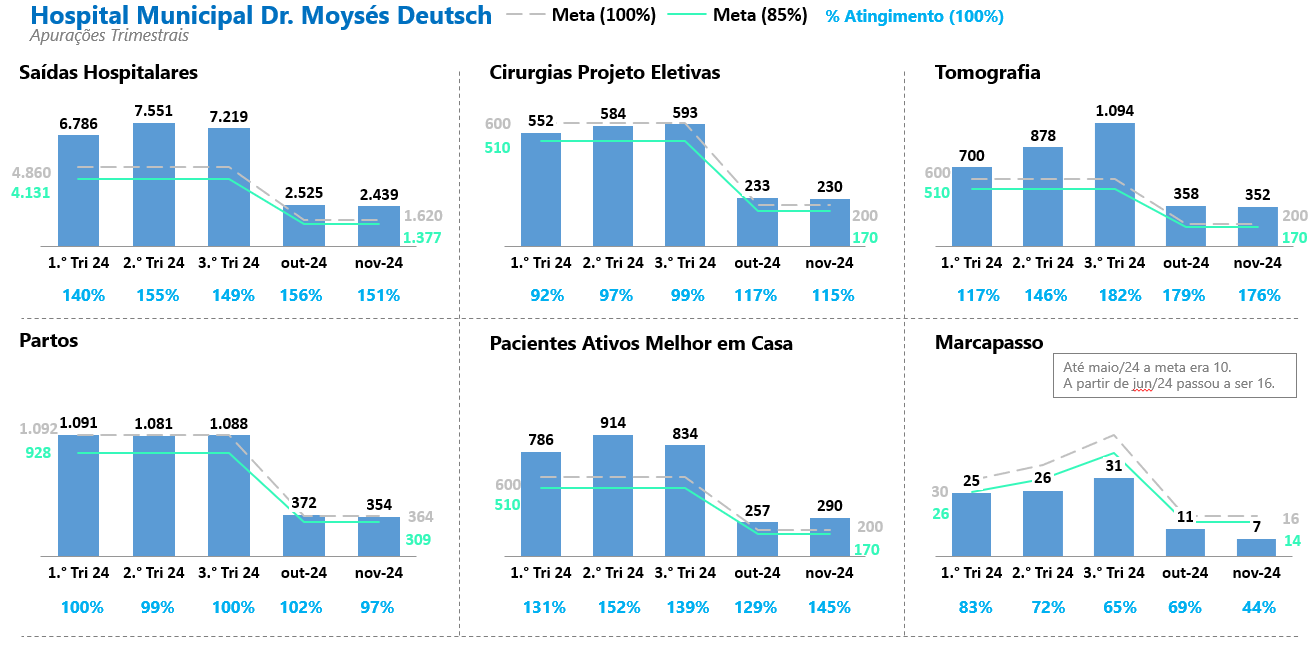 Hospital Municipal Dr. Moysés Deutsch
Meta (100%) Meta (85%) % Atingimento (100%)
Apurações Trimestrais
Saídas Hospitalares
6.786 7.551 7.219 2.525 2.439
4.860
4.131
1.620
1.377
1.° Tri 24 2.° Tri 24 3.° Tri 24 out-24 nov-24
140% 155% 149% 156% 151%
Cirurgias Projeto Eletivas
552 584 593 233 230
600
510
200
170
1.° Tri 24 2.° Tri 24 3.° Tri 24 out-24 nov-24
92% 97% 99% 117% 115%
Tomografia
700 878 1.094 358 352
600
510
200
170
1.° Tri 24 2.° Tri 24 3.° Tri 24 out-24 nov-24
117% 146% 182% 179% 176%
Partos
1.091 1.081 1.088 372 354
1.092
928
364
309
1.° Tri 24 2.° Tri 24 3.° Tri 24 out-24 nov-24
100% 99% 100% 102% 97%
Pacientes Ativos Melhor em Casa
786 914 834 257 290
600
510
200
170
1.° Tri 24 2.° Tri 24 3.° Tri 24 out-24 nov-24
131% 152% 139% 129% 145%
Marcapasso
Até maio/24 a meta era 10.
A partir de jun/24 passou a ser 16.
25 26 31 11 7
30
26
16
14
1.° Tri 24 2.° Tri 24 3.° Tri 24 out-24 nov-24
83% 72% 65% 69% 44%